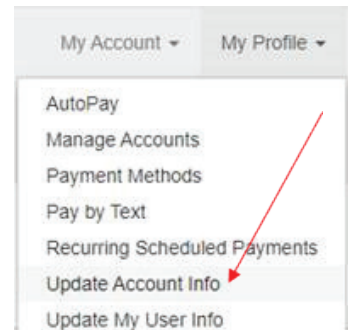 My Account My Profile
AutoPay
Manage Accounts
Payment Methods
Pay by Text
Recurring Scheduled Payments
Update Account Info
Update My User Info